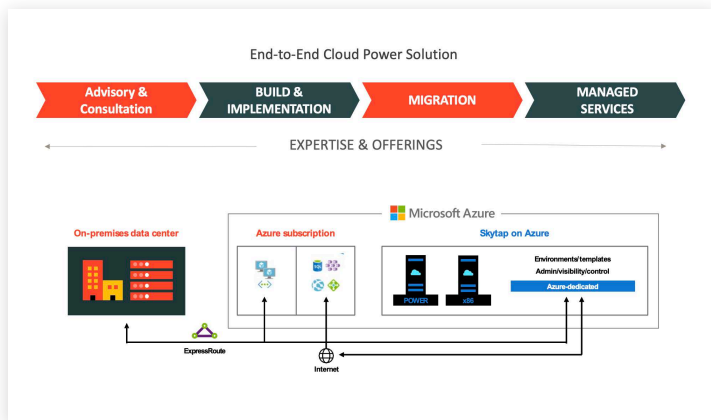 End-to-End Cloud Power Solution
Advisory &
Consultation
BUILD &
IMPLEMENTATION
MIGRATION
MANAGED
SERVICES
EXPERTISE & OFFERINGS
Microsoft Azure
On-premises data center
Azure subscription
Skytap on Azure
SQL
Environments/templates
Admin/visibility/control
Azure-dedicated
POWER
x86
ExpressRoute
Internet